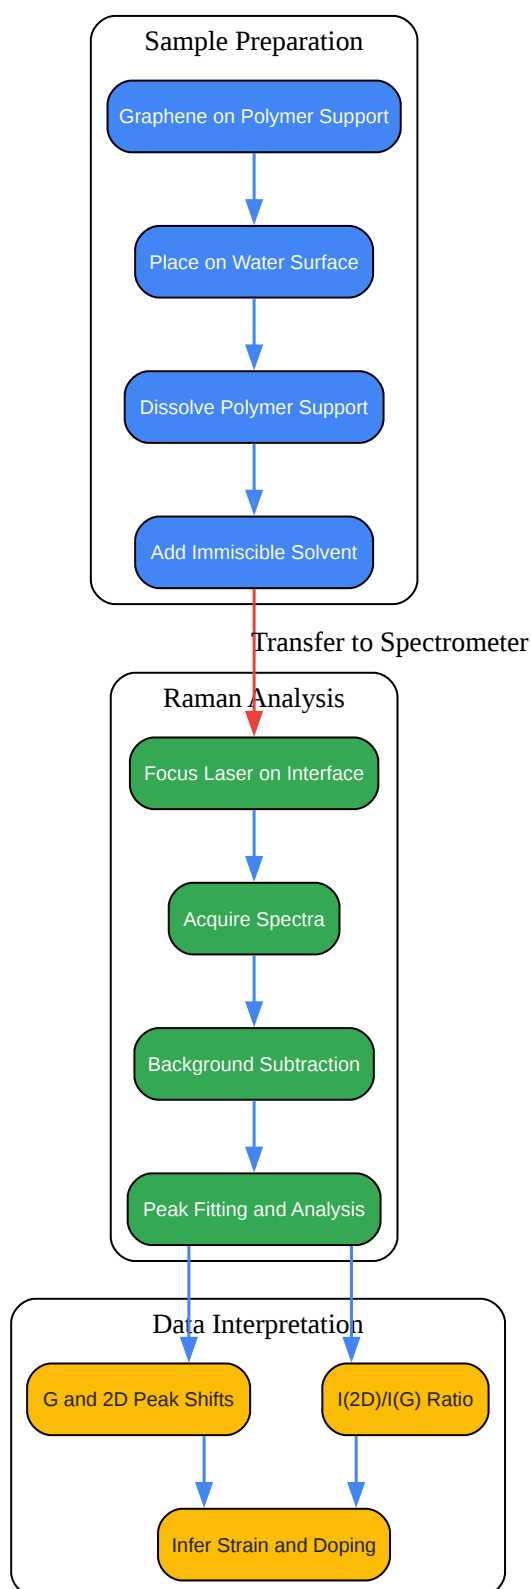 Sample Preparation
Graphene on Polymer Support
Place on Water Surface
Dissolve Polymer Support
Add Immiscible Solvent
Transfer to Spectrometer
Raman Analysis
Focus Laser on Interface
Acquire Spectra
Background Subtraction
Peak Fitting and Analysis
Data Interpretation
G and 2D Peak Shifts
I(2D)/I(G) Ratio
Infer Strain and Doping